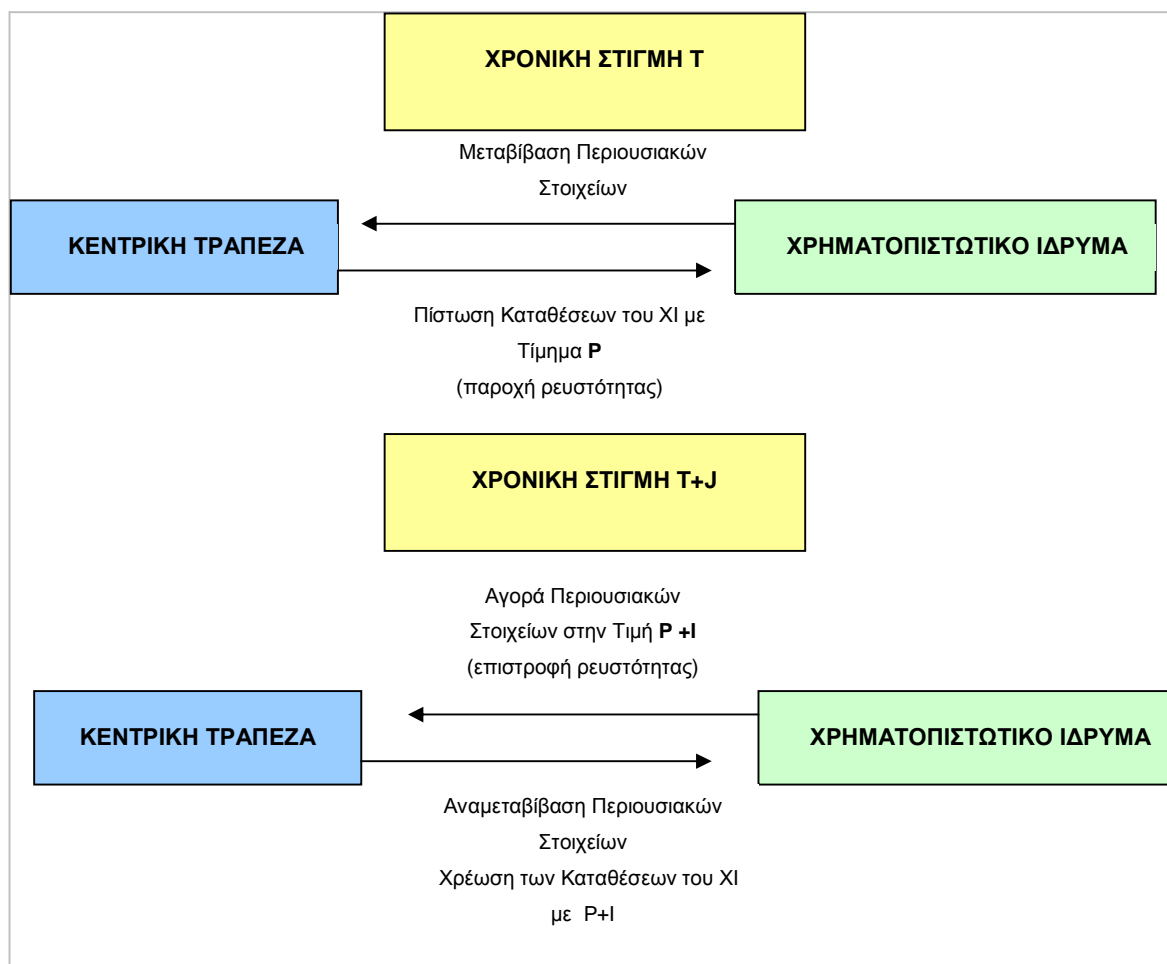 ΧΡΟΝΙΚΗ ΣΤΙΓΜΗ Τ
Μεταβίβαση Περιουσιακών
Στοιχείων
ΚΕΝΤΡΙΚΗ ΤΡΑΠΕΖΑ
ΧΡΗΜΑΤΟΠΙΣΤΩΤΙΚΟ ΙΔΡΥΜΑ
Πίστωση Καταθέσεων του ΧΙ με
Τίμημα P
(παροχή ρευστότητας)
ΧΡΟΝΙΚΗ ΣΤΙΓΜΗ Τ+J
Αγορά Περιουσιακών
Στοιχείων στην Τιμή P +I
(επιστροφή ρευστότητας)
ΚΕΝΤΡΙΚΗ ΤΡΑΠΕΖΑ
ΧΡΗΜΑΤΟΠΙΣΤΩΤΙΚΟ ΙΔΡΥΜΑ
Αναμεταβίβαση Περιουσιακών
Στοιχείων
Χρέωση των Καταθέσεων του ΧΙ
με P+I